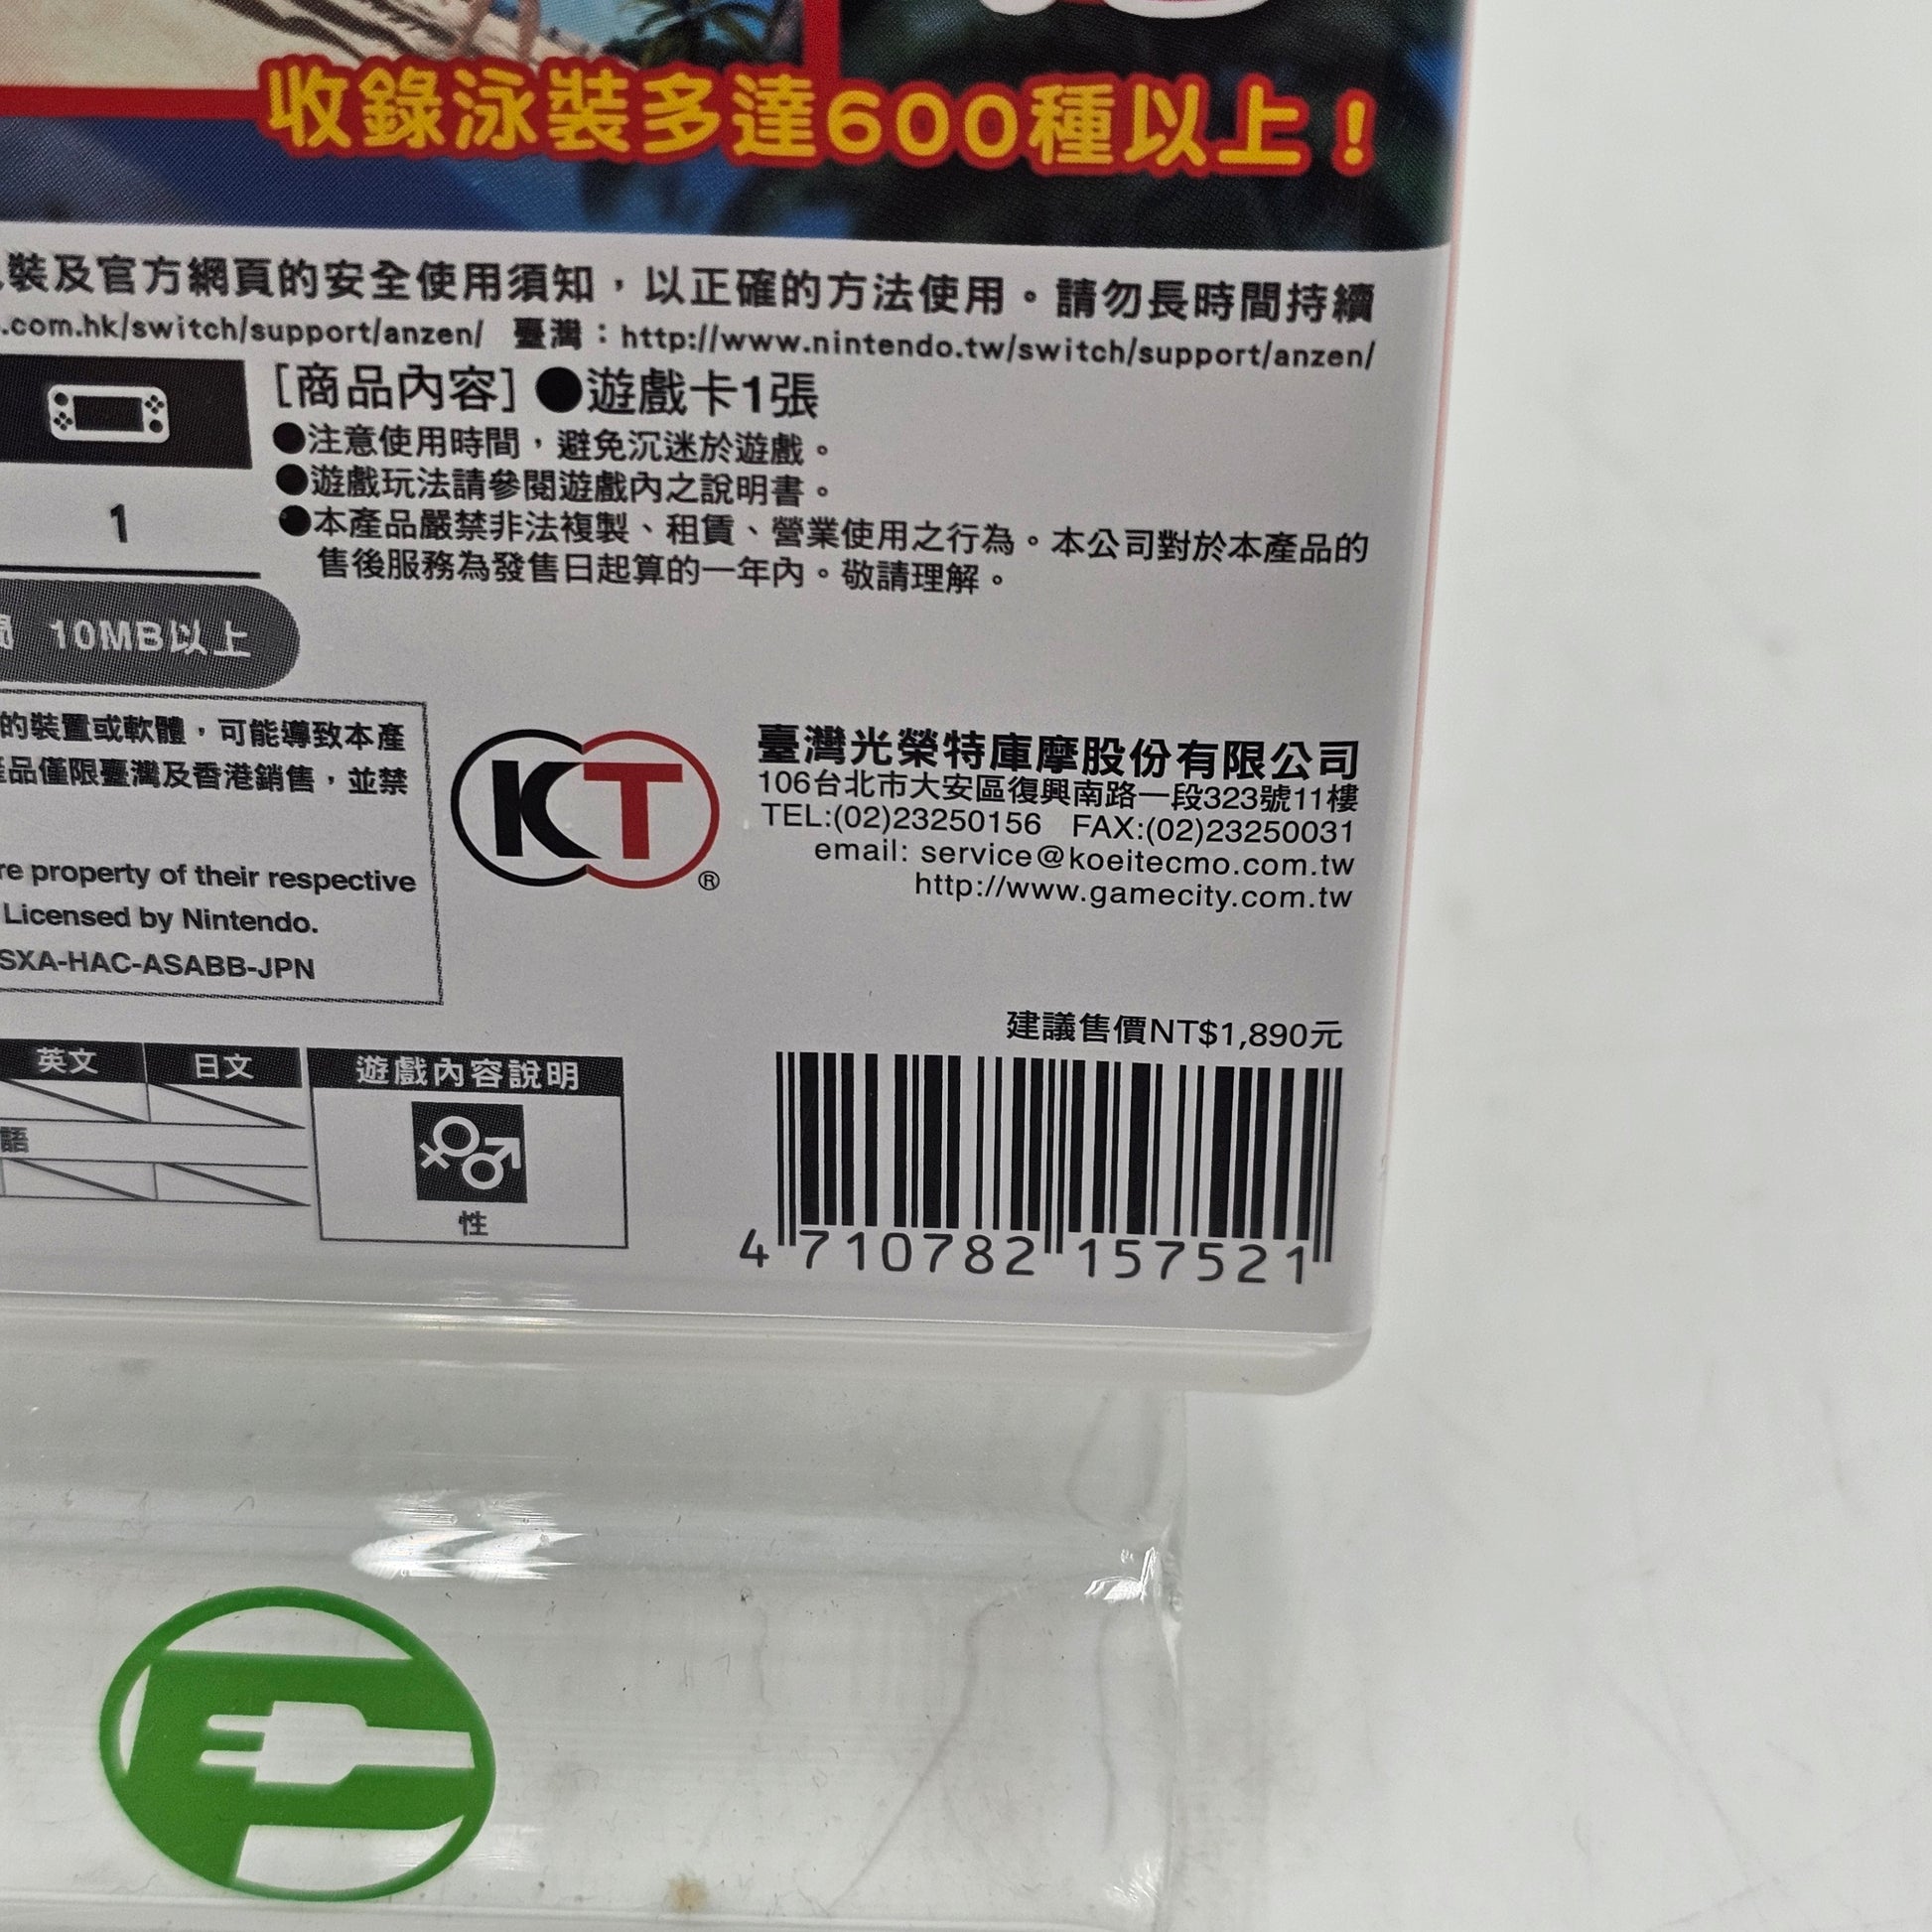 收錄泳裝多達600種以上！
裝及官方網頁的安全使用須知，以正確的方法使用。請勿長時間持續
.com.hk/switch/support/anzen/ 臺灣：http://www.nintendo.tw/switch/support/anzen/
[商品內容] ●遊戲卡1張
●注意使用時間，避免沉迷於遊戲。
●遊戲玩法請參閱遊戲內之說明書。
●本產品嚴禁非法複製、租賃、營業使用之行為。本公司對於本產品的
售後服務為發售日起算的一年內。敬請理解。
1
10MB以上
的裝置或軟體，可能導致本產
品僅限臺灣及香港銷售，並禁
re property of their respective
Licensed by Nintendo.
SXA-HAC-ASABB-JPN
KT®
臺灣光榮特庫摩股份有限公司
106台北市大安區復興南路一段323號11樓
TEL:(02)23250156 FAX:(02)23250031
email: service@koeitecmo.com.tw
http://www.gamecity.com.tw
建議售價NT$1,890元
英文 日文
語
遊戲內容說明
性
4 710782 157521